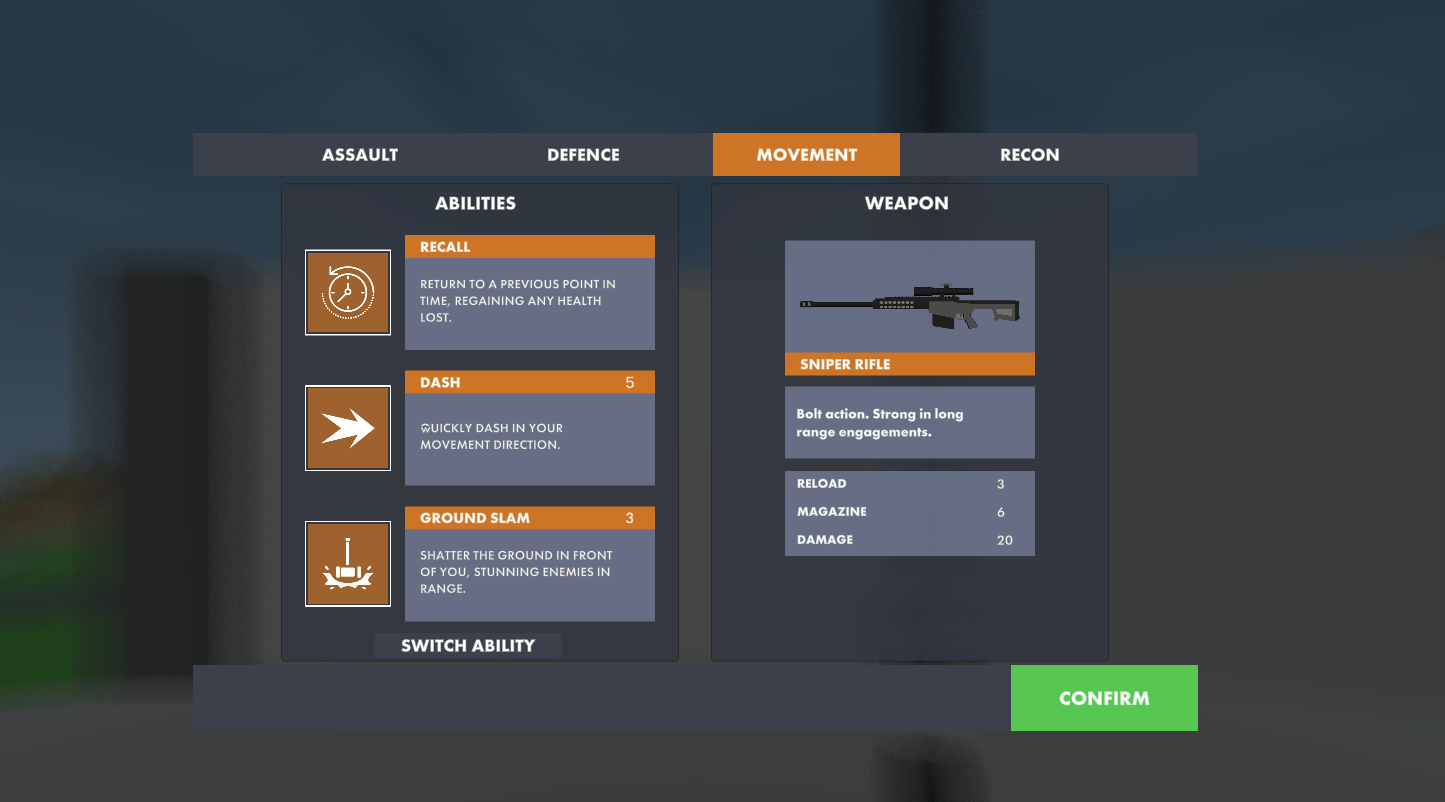 ASSAULT DEFENCE MOVEMENT RECON
ABILITIES
RECALL
RETURN TO A PREVIOUS POINT IN
TIME, REGAINING ANY HEALTH
LOST.
DASH 5
QUICKLY DASH IN YOUR
MOVEMENT DIRECTION.
GROUND SLAM 3
SHATTER THE GROUND IN FRONT
OF YOU, STUNNING ENEMIES IN
RANGE.
SWITCH ABILITY
WEAPON
SNIPER RIFLE
Bolt action. Strong in long
range engagements.
RELOAD 3
MAGAZINE 6
DAMAGE 20
CONFIRM